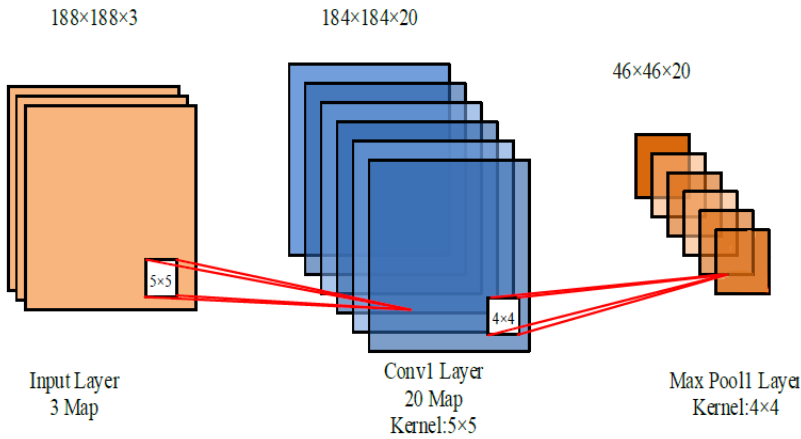 188×188×3
184×184×20
46×46×20
5×5
4×4
Input Layer
3 Map
Conv1 Layer
20 Map
Kernel:5×5
Max Pool1 Layer
Kernel:4×4